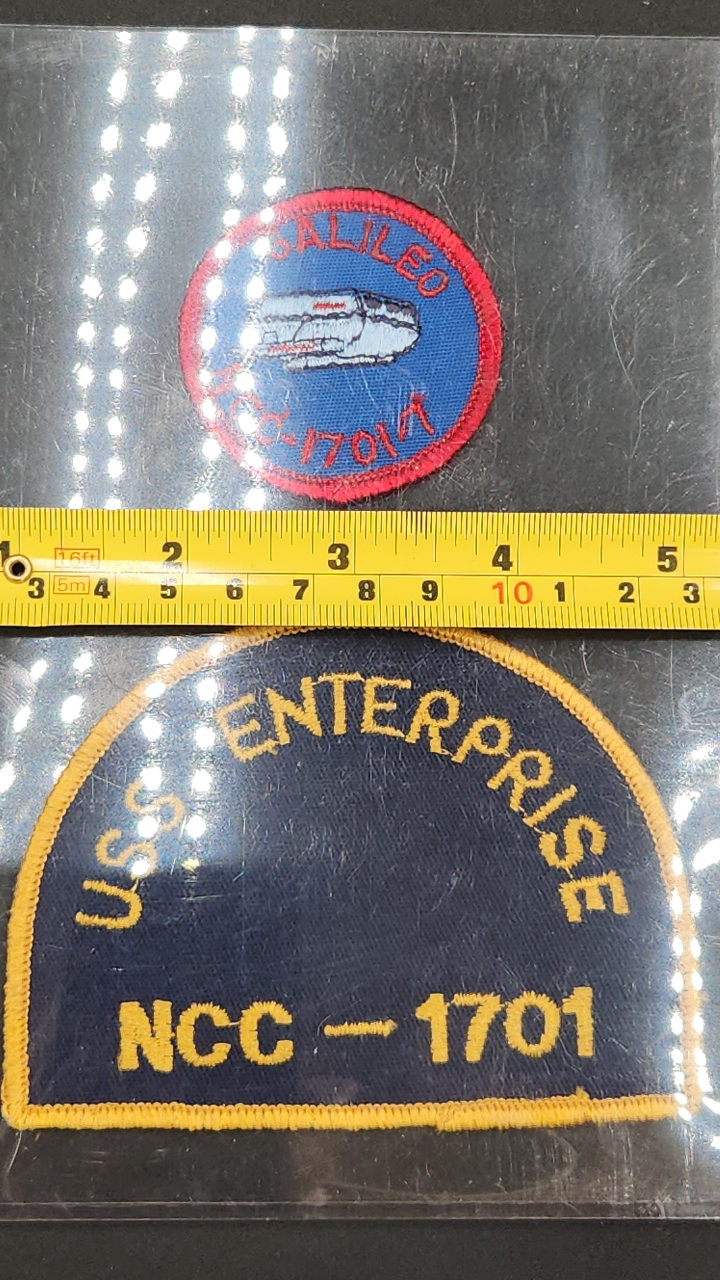 GALILEO
NCC-1701/7
1 16ft 2 3 4 5
3 5m 4 5 6 7 8 9 10 1 2 3
USS ENTERPRISE
NCC - 1701